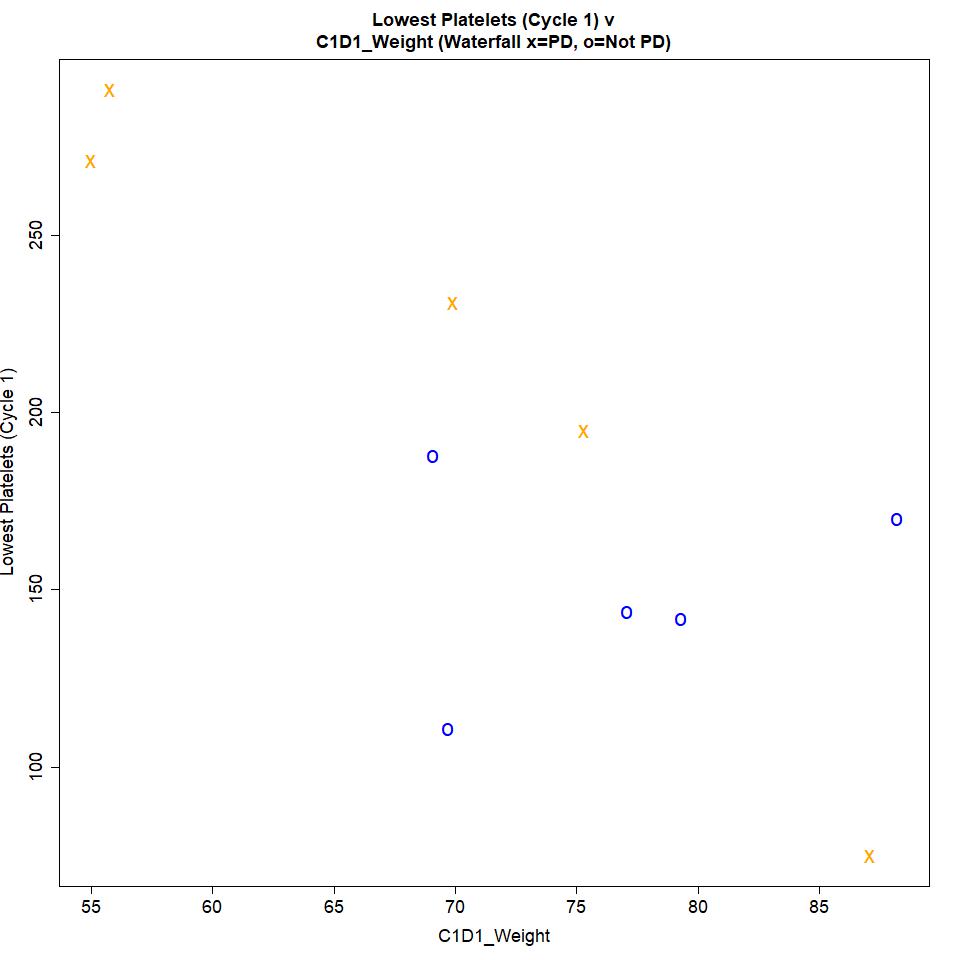 Lowest Platelets (Cycle 1) v
C1D1_Weight (Waterfall x=PD, o=Not PD)
Lowest Platelets (Cycle 1)
250
200
150
100
x
x
x
x
o
o
o
o
o
x
55 60 65 70 75 80 85
C1D1_Weight